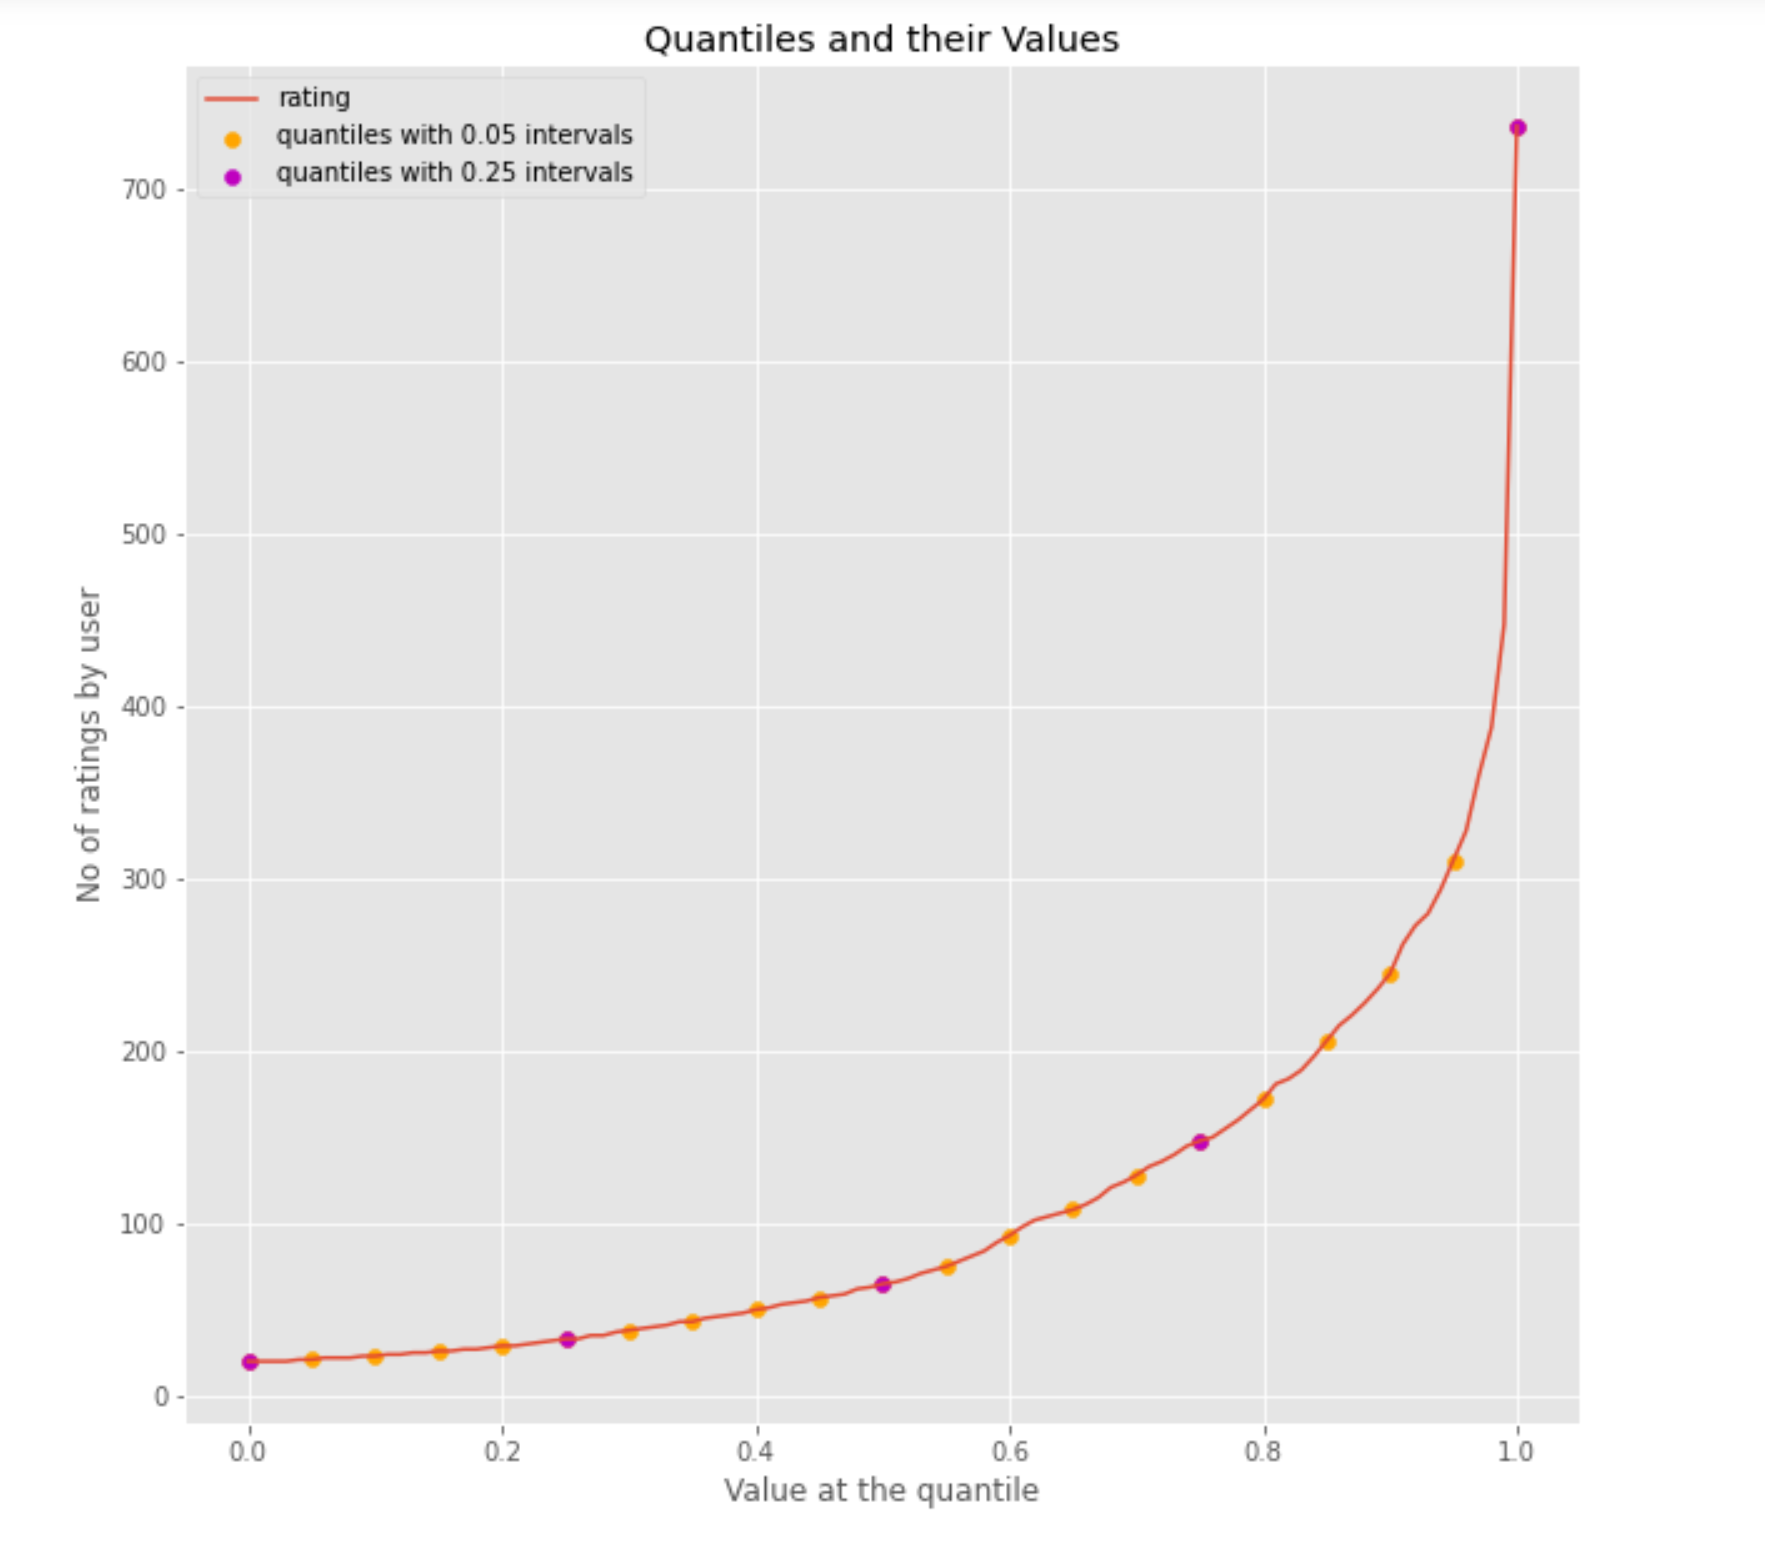 Quantiles and their Values
rating
quantiles with 0.05 intervals
quantiles with 0.25 intervals
700
600
500
400
300
200
100
0
No of ratings by user
0.0 0.2 0.4 0.6 0.8 1.0
Value at the quantile